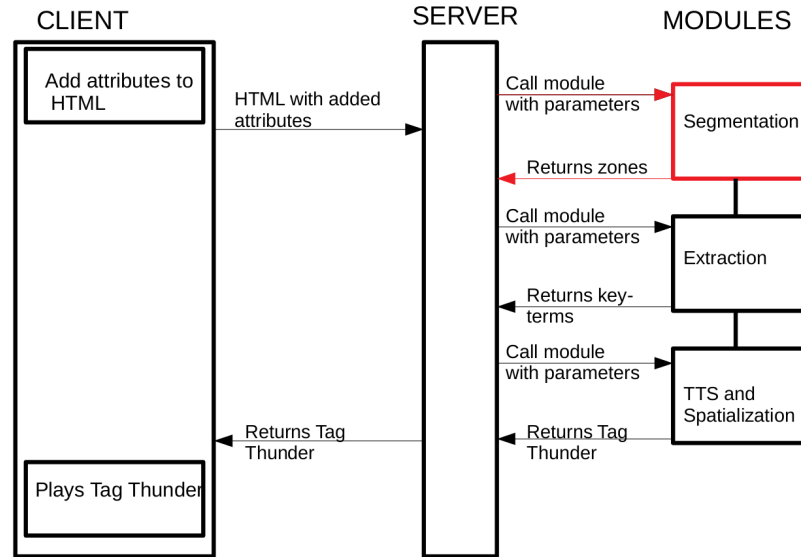 CLIENT
SERVER
MODULES
Add attributes to
HTML
HTML with added
attributes
Call module
with parameters
Segmentation
Returns zones
Call module
with parameters
Extraction
Returns key-
terms
Call module
with parameters
TTS and
Spatialization
Returns Tag
Thunder
Returns Tag
Thunder
Plays Tag Thunder